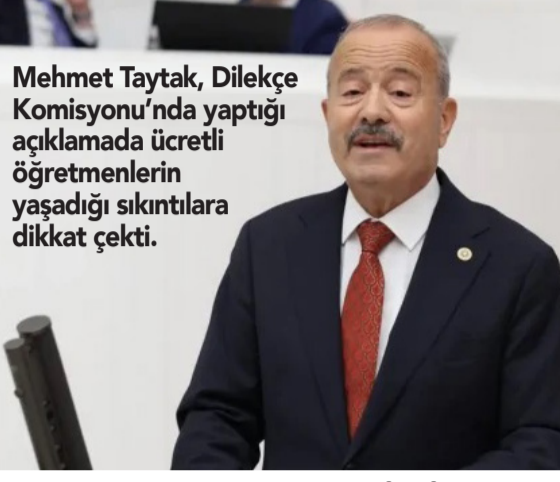 Mehmet Taytak, Dilekçe
Komisyonu'nda yaptığı
açıklamada ücretli
öğretmenlerin
yaşadığı sıkıntılara
dikkat çekti.